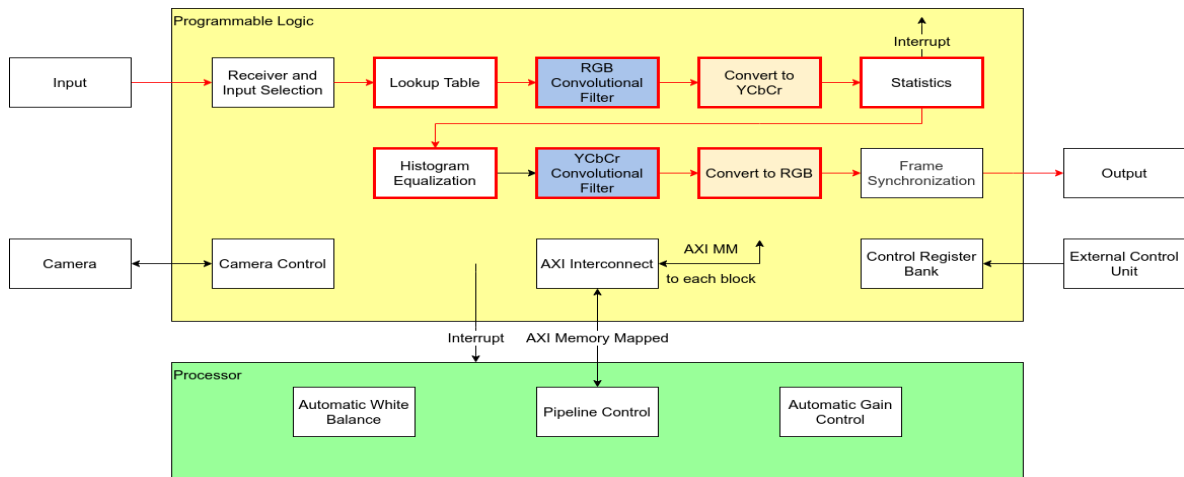 Programmable Logic
Interrupt
Input
Receiver and
Input Selection
Lookup Table
RGB
Convolutional
Filter
Convert to
YCbCr
Statistics
Histogram
Equalization
YCbCr
Convolutional
Filter
Convert to RGB
Frame
Synchronization
Output
Camera
Camera Control
AXI Interconnect
AXI MM
to each block
Control Register
Bank
External Control
Unit
Interrupt
AXI Memory Mapped
Processor
Automatic White
Balance
Pipeline Control
Automatic Gain
Control